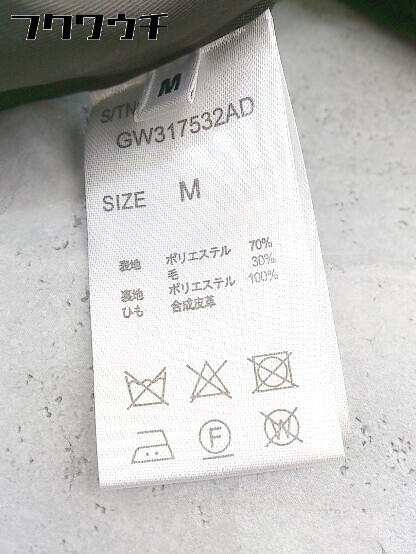 フクワウチ
M
S/TN
GW317532AD
SIZE M
表地 ポリエステル 70%
毛 30%
裏地 ポリエステル 100%
ひも 合成皮革
F
W